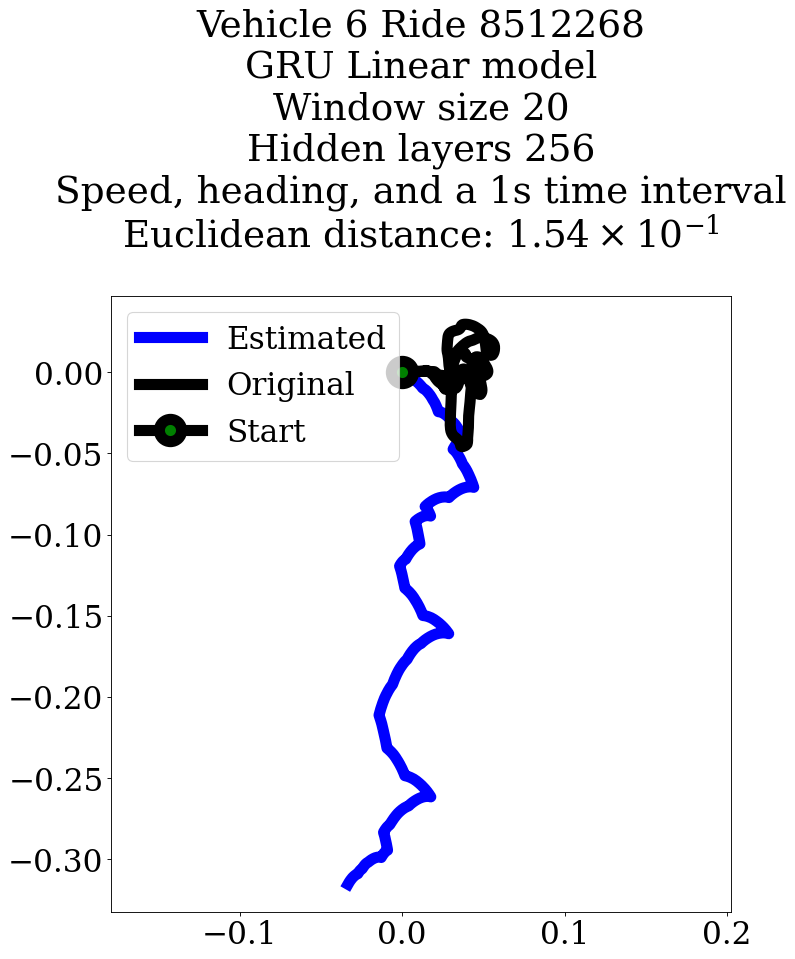 Vehicle 6 Ride 8512268
GRU Linear model
Window size 20
Hidden layers 256
Speed, heading, and a 1s time interval
Euclidean distance: 1.54 × 10⁻¹
Estimated
Original
Start
0.00
−0.05
−0.10
−0.15
−0.20
−0.25
−0.30
−0.1
0.0
0.1
0.2